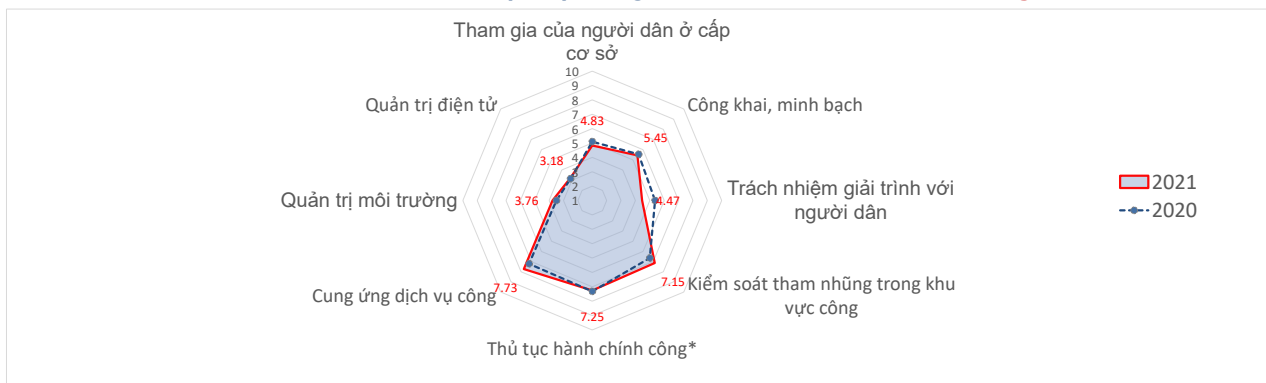 Tham gia của người dân ở cấp
cơ sở
10
9
8
7
6
5
4
3
2
1
4.83
Quản trị điện tử
Công khai, minh bạch
5.45
3.18
Quản trị môi trường
3.76
4.47
Trách nhiệm giải trình với
người dân
2021
2020
Cung ứng dịch vụ công
7.73
7.15
Kiểm soát tham nhũng trong khu
vực công
7.25
Thủ tục hành chính công*